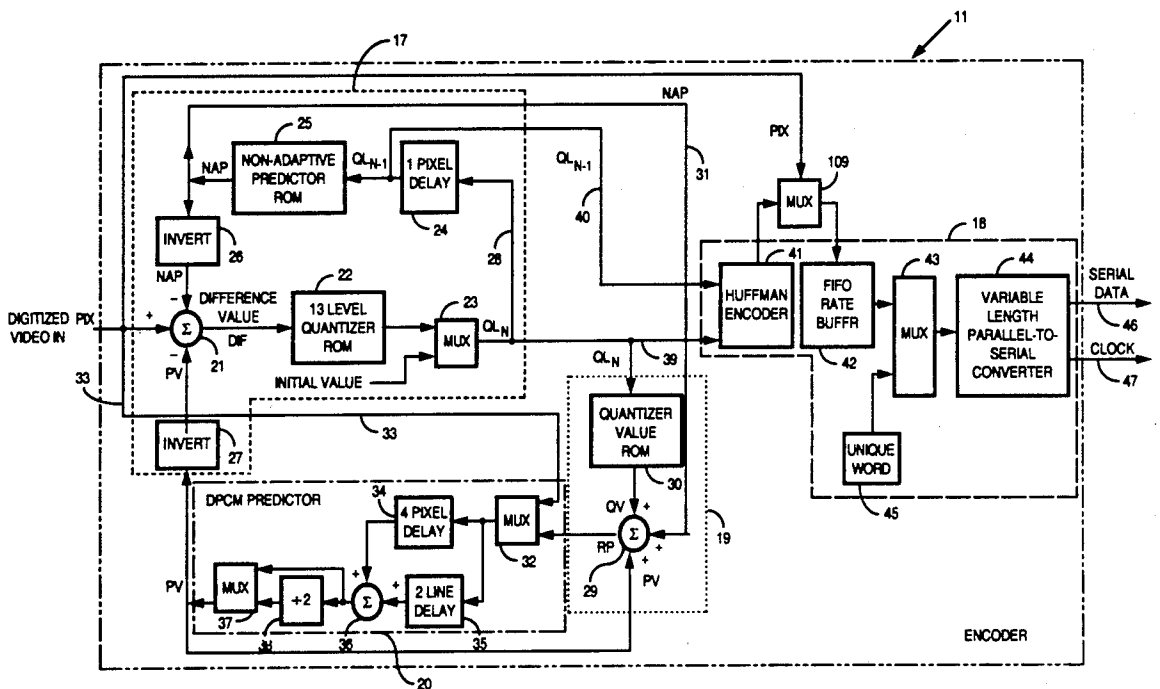 11
17
NAP
25
NON-ADAPTIVE
PREDICTOR
ROM
NAP
QLN-1
1 PIXEL
DELAY
24
QLN-1
40
31
PIX
109
MUX
INVERT
26
NAP
28
18
41
HUFFMAN
ENCODER
FIFO
RATE
BUFFR
42
43
MUX
44
VARIABLE
LENGTH
PARALLEL-TO-
SERIAL
CONVERTER
SERIAL
DATA
46
CLOCK
47
DIGITIZED PIX
VIDEO IN
+
−
Σ
−
21
DIFFERENCE
VALUE
DIF
22
13 LEVEL
QUANTIZER
ROM
23
MUX
QLN
INITIAL VALUE
39
PV
33
INVERT
27
33
QLN
QUANTIZER
VALUE
ROM
30
UNIQUE
WORD
45
DPCM PREDICTOR
34
4 PIXEL
DELAY
MUX
32
QV
+
Σ
+
+
RP
29
PV
19
PV
MUX
37
÷2
38
+
Σ
+
36
2 LINE
DELAY
35
20
ENCODER